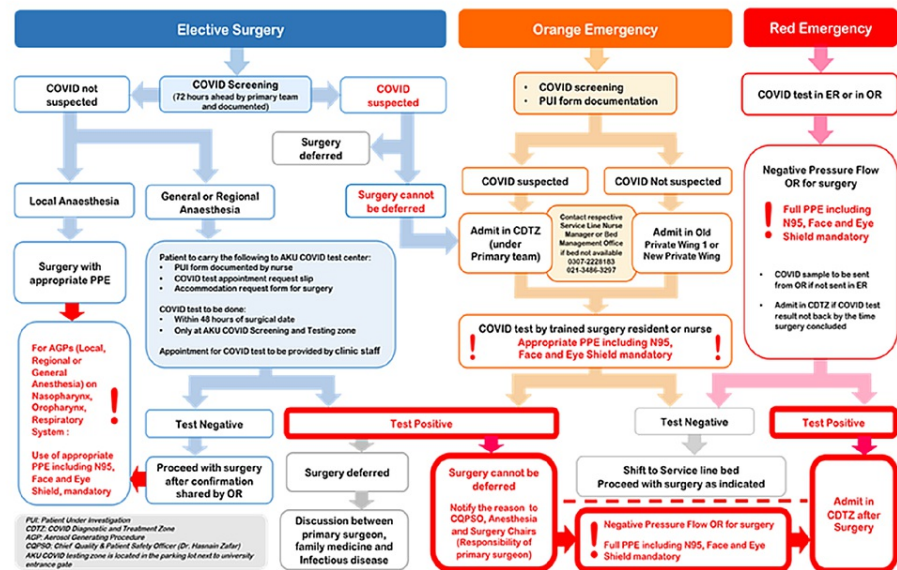 Elective Surgery
Orange Emergency
Red Emergency
COVID not
suspected
COVID Screening
(72 hours ahead by primary team
and documented)
COVID
suspected
Surgery
deferred
Local Anaesthesia
General or Regional
Anaesthesia
Surgery cannot
be deferred
Surgery with
appropriate PPE
Patient to carry the following to AKU COVID test center:
• PUI form documented by nurse
• COVID test appointment request slip
• Accommodation request form for surgery
COVID test to be done:
• Within 48 hours of surgical date
• Only at AKU COVID Screening and Testing zone
Appointment for COVID test to be provided by clinic staff
For AGPs (Local,
Regional or
General
Anesthesia) on
Nasopharynx,
Oropharynx,
Respiratory
System :
!
Use of appropriate
PPE including N95,
Face and Eye
Shield, mandatory
Test Negative
Proceed with surgery
after confirmation
shared by OR
Test Positive
Surgery deferred
Discussion between
primary surgeon,
family medicine and
Infectious disease
Surgery cannot be
deferred
Notify the reason to
CQPSO, Anesthesia
and Surgery Chairs
(Responsibility of
primary surgeon)
• COVID screening
• PUI form documentation
COVID suspected
COVID Not suspected
Admit in CDTZ
(under
Primary team)
Contact respective
Service Line Nurse
Manager or Bed
Management Office
if bed not available
0307-2228183
021-3486-3297
Admit in Old
Private Wing 1 or
New Private Wing
COVID test by trained surgery resident or nurse
! Appropriate PPE including N95, !
Face and Eye Shield mandatory
Test Negative
Shift to Service line bed
Proceed with surgery as indicated
! Negative Pressure Flow OR for surgery
Full PPE including N95, Face and Eye
Shield mandatory
COVID test in ER or in OR
Negative Pressure Flow
OR for surgery
! Full PPE including
N95, Face and Eye
Shield mandatory
• COVID sample to be sent
from OR if not sent in ER
• Admit in CDTZ if COVID test
result not back by the time
surgery concluded
Test Positive
Admit in
CDTZ after
Surgery
PUI: Patient Under Investigation
CDTZ: COVID Diagnostic and Treatment Zone
AGP: Aerosol Generating Procedure
CQPSO: Chief Quality & Patient Safety Officer (Dr. Hasnain Zafar)
AKU COVID testing zone is located in the parking lot next to university
entrance gate